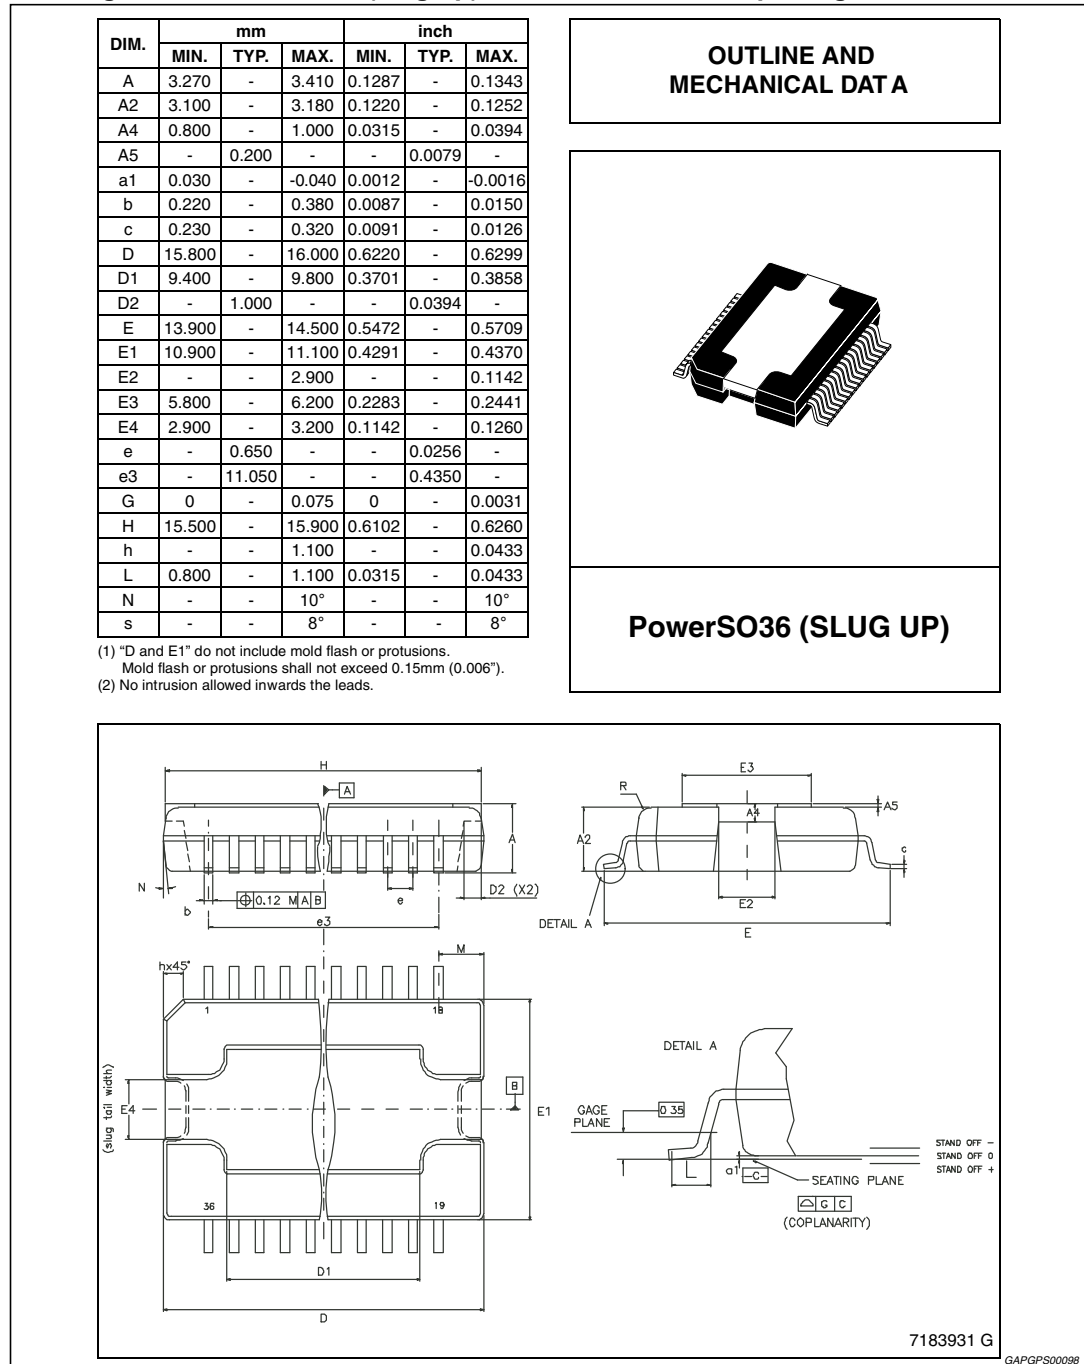 DIM. mm inch
MIN. TYP. MAX. MIN. TYP. MAX.
A 3.270 - 3.410 0.1287 - 0.1343
A2 3.100 - 3.180 0.1220 - 0.1252
A4 0.800 - 1.000 0.0315 - 0.0394
A5 - 0.200 - - 0.0079 -
a1 0.030 - -0.040 0.0012 - -0.0016
b 0.220 - 0.380 0.0087 - 0.0150
c 0.230 - 0.320 0.0091 - 0.0126
D 15.800 - 16.000 0.6220 - 0.6299
D1 9.400 - 9.800 0.3701 - 0.3858
D2 - 1.000 - - 0.0394 -
E 13.900 - 14.500 0.5472 - 0.5709
E1 10.900 - 11.100 0.4291 - 0.4370
E2 - - 2.900 - - 0.1142
E3 5.800 - 6.200 0.2283 - 0.2441
E4 2.900 - 3.200 0.1142 - 0.1260
e - 0.650 - - 0.0256 -
e3 - 11.050 - - 0.4350 -
G 0 - 0.075 0 - 0.0031
H 15.500 - 15.900 0.6102 - 0.6260
h - - 1.100 - - 0.0433
L 0.800 - 1.100 0.0315 - 0.0433
N - - 10° - - 10°
s - - 8° - - 8°
(1) “D and E1” do not include mold flash or protusions.
Mold flash or protusions shall not exceed 0.15mm (0.006”).
(2) No intrusion allowed inwards the leads.
OUTLINE AND
MECHANICAL DATA
PowerSO36 (SLUG UP)
H
A
A
N
b
0.12 M A B
e
D2 (X2)
e3
E3
R
A4
A5
A2
c
E2
DETAIL A
E
M
hx45°
1
18
B
E4
(slug tail width)
E1
36
19
D1
D
DETAIL A
GAGE
PLANE
0.35
L
a1
-C-
SEATING PLANE
G C
(COPLANARITY)
STAND OFF -
STAND OFF 0
STAND OFF +
7183931 G
GAPGPS00098